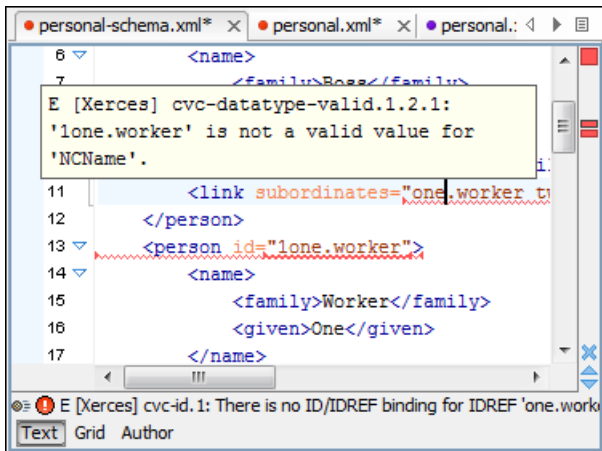 personal-schema.xml* personal.xml* personal.:
6 <name>
7 <family>Boss</family>
E [Xerces] cvc-datatype-valid.1.2.1:
'1one.worker' is not a valid value for
'NCName'.
11 <link subordinates="one.worker
12 </person>
13 <person id="1one.worker">
14 <name>
15 <family>Worker</family>
16 <given>One</given>
17 </name>
E [Xerces] cvc-id.1: There is no ID/IDREF binding for IDREF 'one.work
Text Grid Author